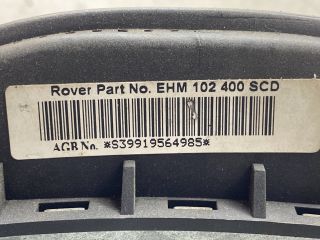 Rover Part No. EHM 102 400 SCD
AGB No. *S39919564985*